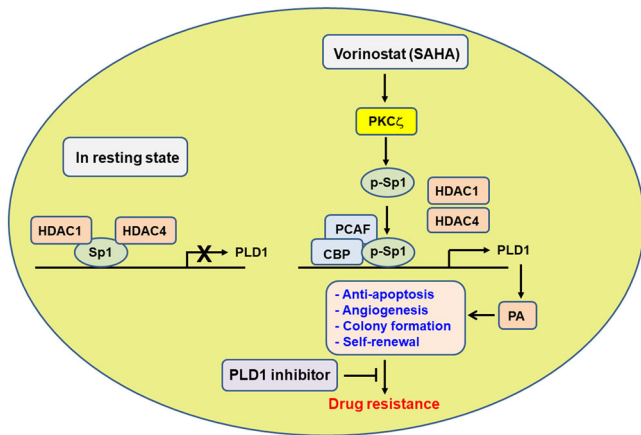 Vorinostat (SAHA)
PKCζ
In resting state
p-Sp1
HDAC1
HDAC4
HDAC1
HDAC4
Sp1
X
PLD1
PCAF
CBP
p-Sp1
PLD1
- Anti-apoptosis
- Angiogenesis
- Colony formation
- Self-renewal
PA
PLD1 inhibitor
Drug resistance